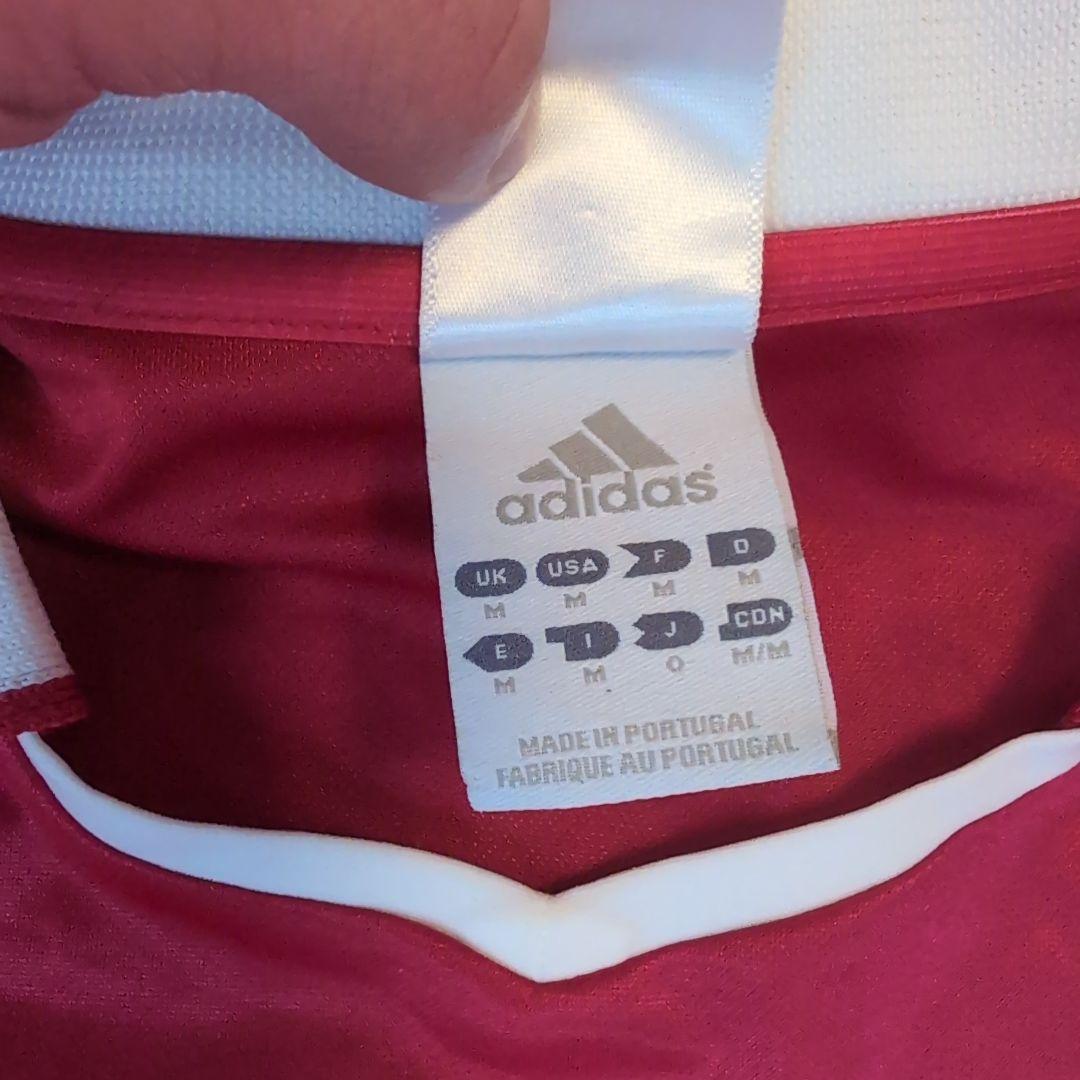 adidas
UK USA F D
M M M M
E I J CDN
M M O M/M
MADE IN PORTUGAL
FABRIQUE AU PORTUGAL